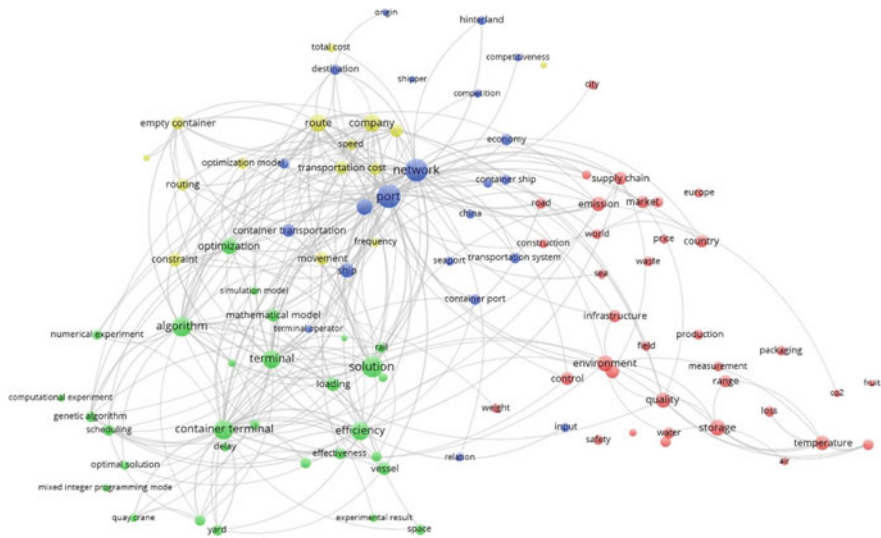 origin
hinterland
total cost
competitiveness
destination
shipper
city
competition
empty container
route
company
speed
economy
optimization model
transportation cost
network
supply chain
routing
container ship
europe
port
road
emission
market
china
container transportation
world
optimization
frequency
construction
price
country
constraint
movement
seaport
transportation system
waste
ship
sea
simulation model
container port
mathematical model
infrastructure
algorithm
numerical experiment
terminal operator
production
rail
field
packaging
terminal
solution
environment
measurement
loading
control
range
fruit
computational experiment
co2
quality
genetic algorithm
weight
loss
scheduling
container terminal
efficiency
input
storage
water
safety
temperature
delay
effectiveness
relation
air
optimal solution
vessel
mixed integer programming mode
quay crane
experimental result
yard
space